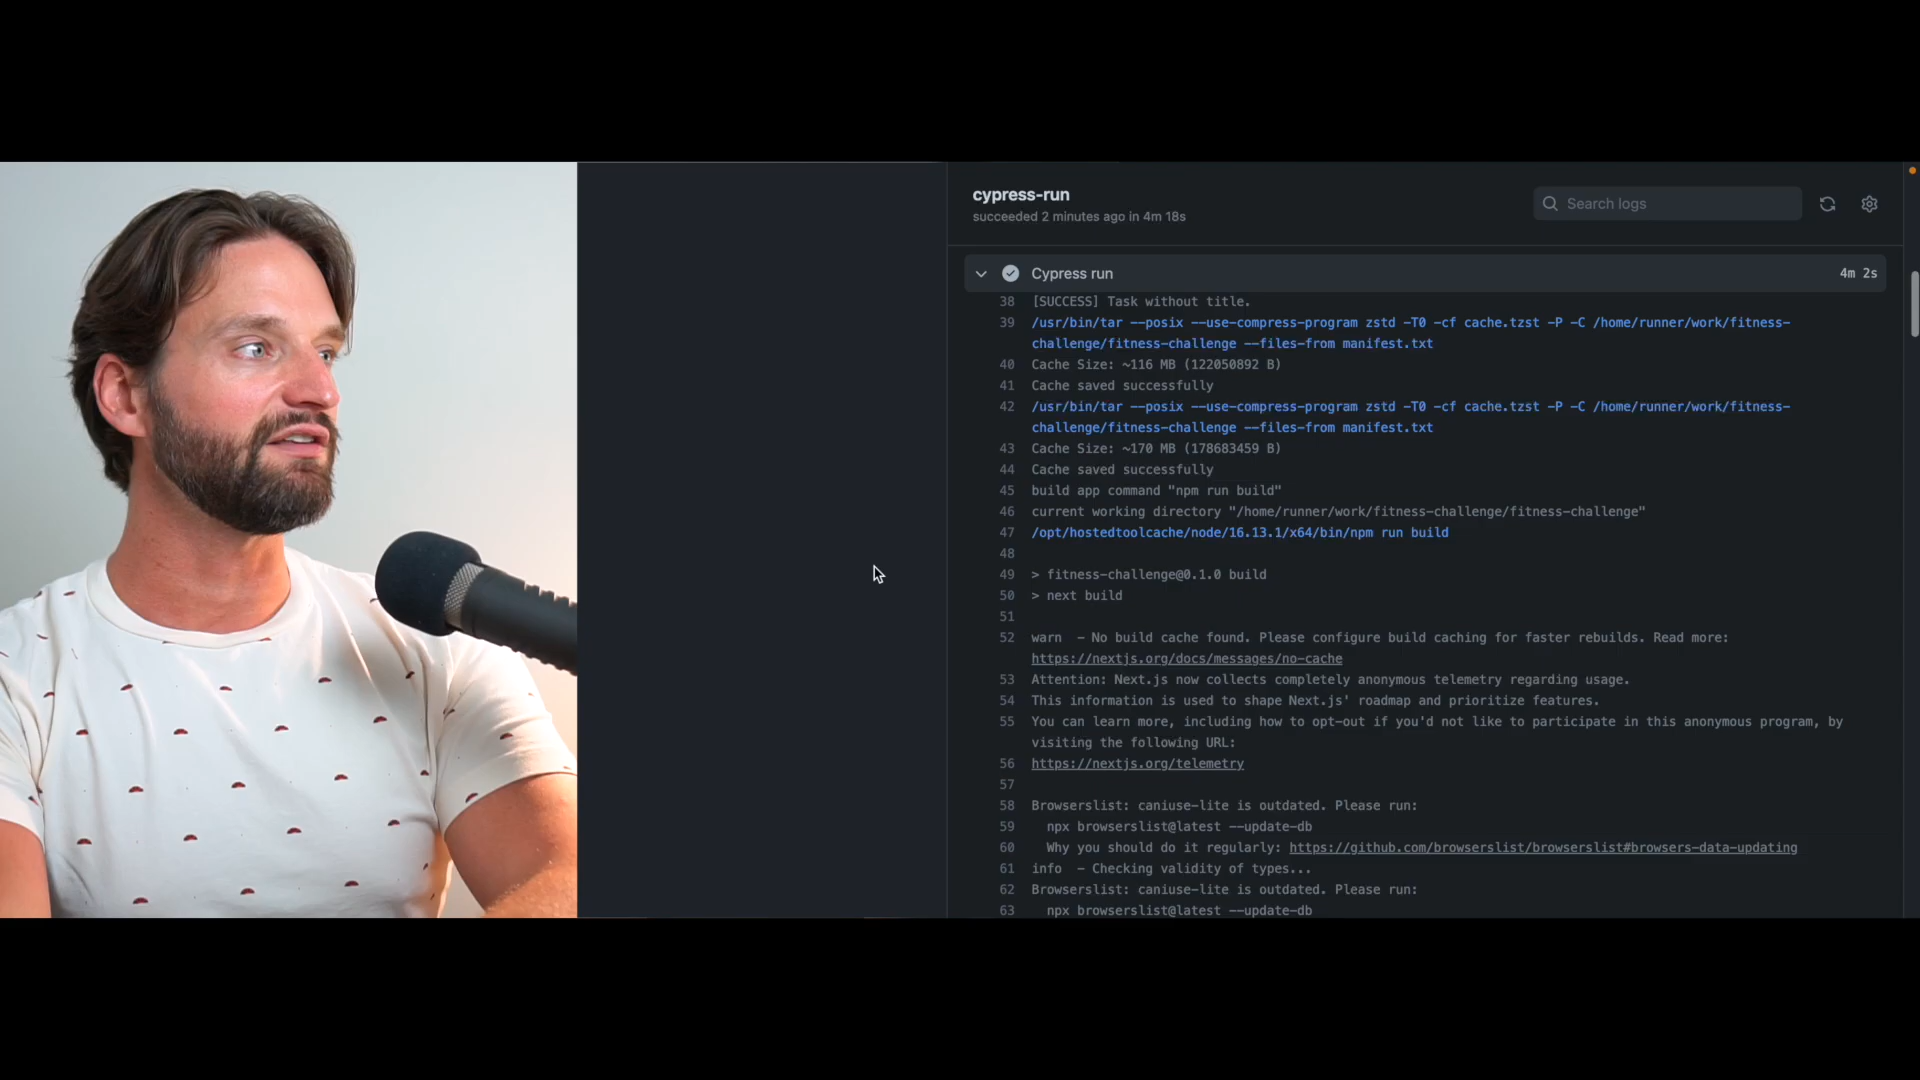 cypress-run
succeeded 2 minutes ago in 4m 18s
Search logs
Cypress run
4m 2s
38 [SUCCESS] Task without title.
39 /usr/bin/tar --posix --use-compress-program zstd -T0 -cf cache.tzst -P -C /home/runner/work/fitness-
challenge/fitness-challenge --files-from manifest.txt
40 Cache Size: ~116 MB (122050892 B)
41 Cache saved successfully
42 /usr/bin/tar --posix --use-compress-program zstd -T0 -cf cache.tzst -P -C /home/runner/work/fitness-
challenge/fitness-challenge --files-from manifest.txt
43 Cache Size: ~170 MB (178683459 B)
44 Cache saved successfully
45 build app command "npm run build"
46 current working directory "/home/runner/work/fitness-challenge/fitness-challenge"
47 /opt/hostedtoolcache/node/16.13.1/x64/bin/npm run build
48
49 > fitness-challenge@0.1.0 build
50 > next build
51
52 warn  - No build cache found. Please configure build caching for faster rebuilds. Read more:
https://nextjs.org/docs/messages/no-cache
53 Attention: Next.js now collects completely anonymous telemetry regarding usage.
54 This information is used to shape Next.js' roadmap and prioritize features.
55 You can learn more, including how to opt-out if you'd not like to participate in this anonymous program, by
visiting the following URL:
56 https://nextjs.org/telemetry
57
58 Browserslist: caniuse-lite is outdated. Please run:
59   npx browserslist@latest --update-db
60   Why you should do it regularly: https://github.com/browserslist/browserslist#browsers-data-updating
61 info  - Checking validity of types...
62 Browserslist: caniuse-lite is outdated. Please run:
63   npx browserslist@latest --update-db